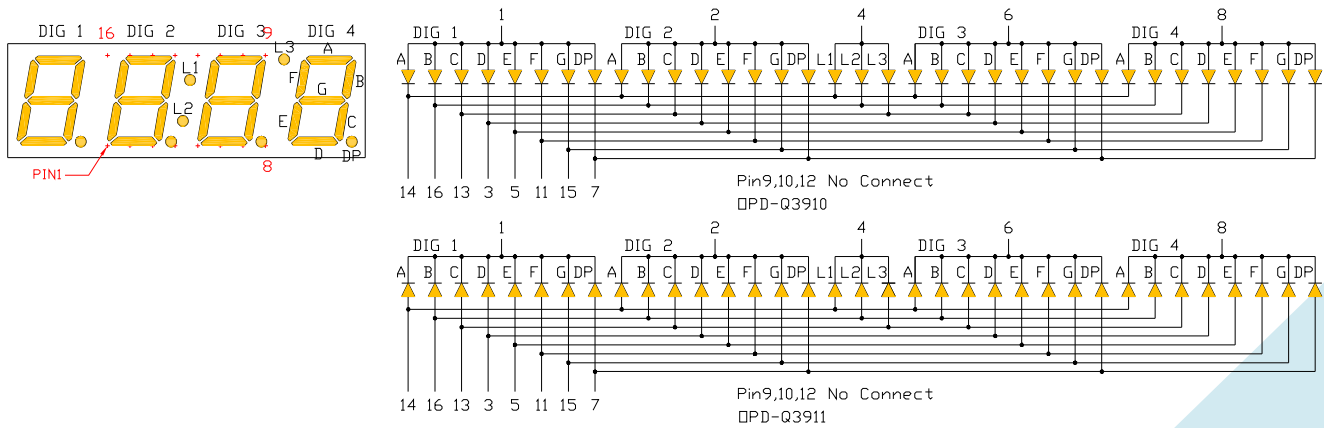 DIG 1 16 DIG 2 DIG 3 9 DIG 4
L3 A
F B
L1 G
L2 E C
D DP
PIN1 8
1 2 4 6 8
DIG 1 DIG 2 DIG 3 DIG 4
A B C D E F G DP A B C D E F G DP L1 L2 L3 A B C D E F G DP A B C D E F G DP
14 16 13 3 5 11 15 7
Pin9,10,12 No Connect
□PD-Q3910
1 2 4 6 8
DIG 1 DIG 2 DIG 3 DIG 4
A B C D E F G DP A B C D E F G DP L1 L2 L3 A B C D E F G DP A B C D E F G DP
14 16 13 3 5 11 15 7
Pin9,10,12 No Connect
□PD-Q3911